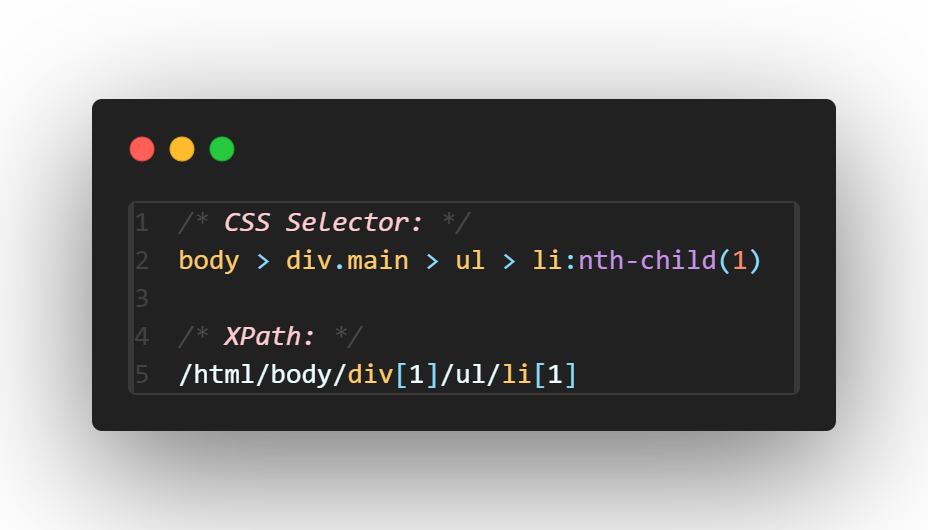 1 /* CSS Selector: */
2 body > div.main > ul > li:nth-child(1)
3
4 /* XPath: */
5 /html/body/div[1]/ul/li[1]